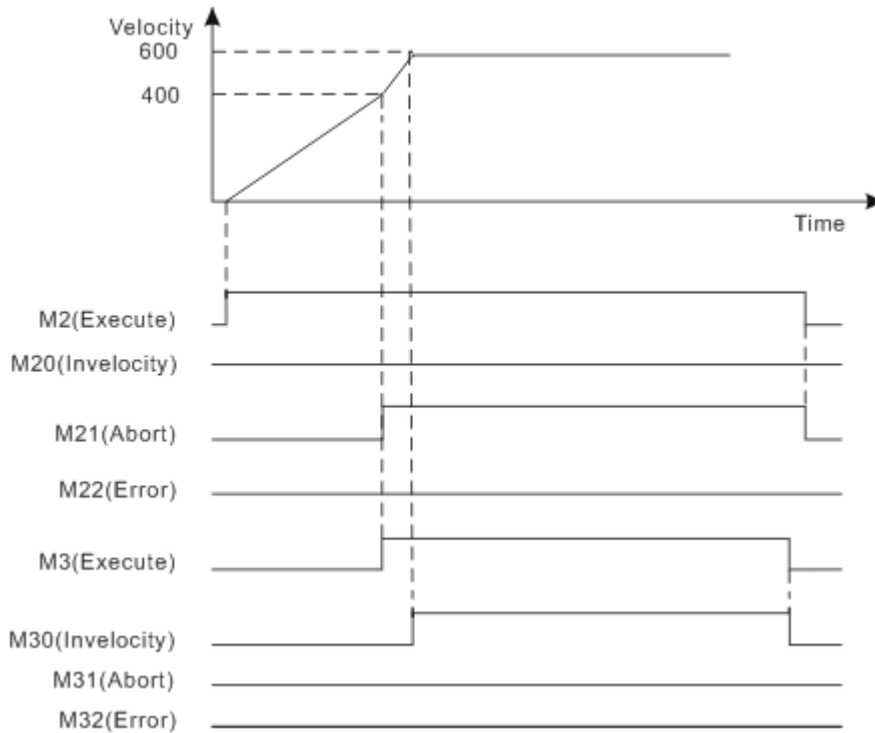 Velocity
600
400
Time
M2(Execute)
M20(Invelocity)
M21(Abort)
M22(Error)
M3(Execute)
M30(Invelocity)
M31(Abort)
M32(Error)